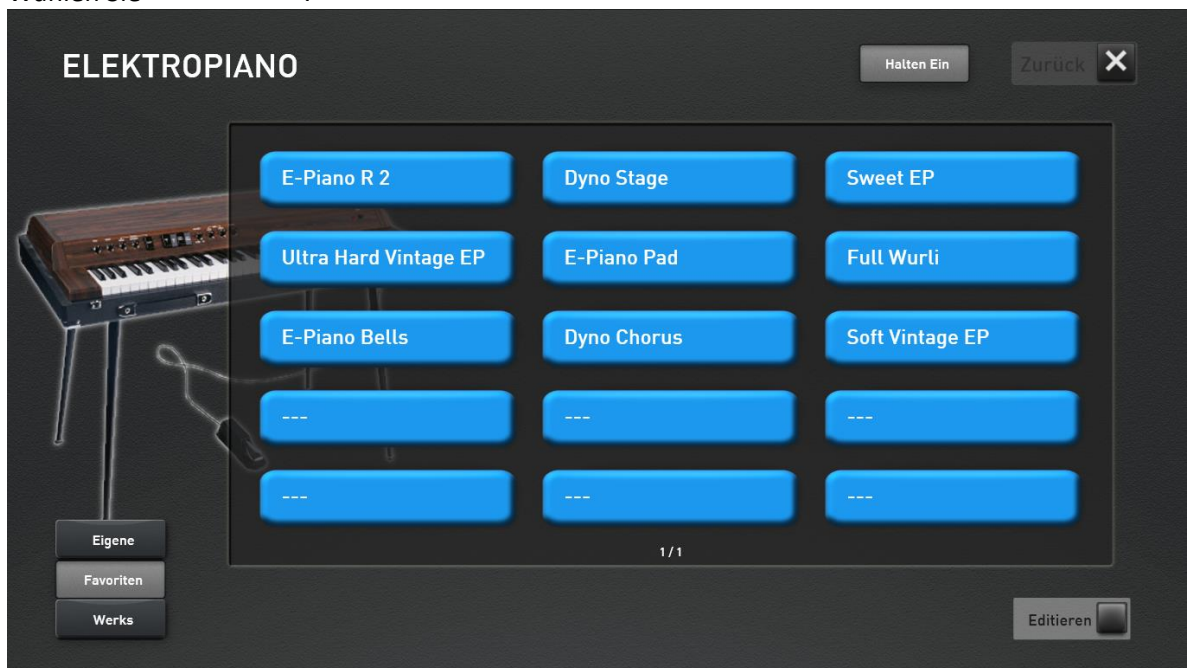 ELEKTROPIANO
Halten Ein
Zurück
E-Piano R 2
Dyno Stage
Sweet EP
Ultra Hard Vintage EP
E-Piano Pad
Full Wurli
E-Piano Bells
Dyno Chorus
Soft Vintage EP
---
---
---
---
---
---
Eigene
1/1
Favoriten
Werks
Editieren